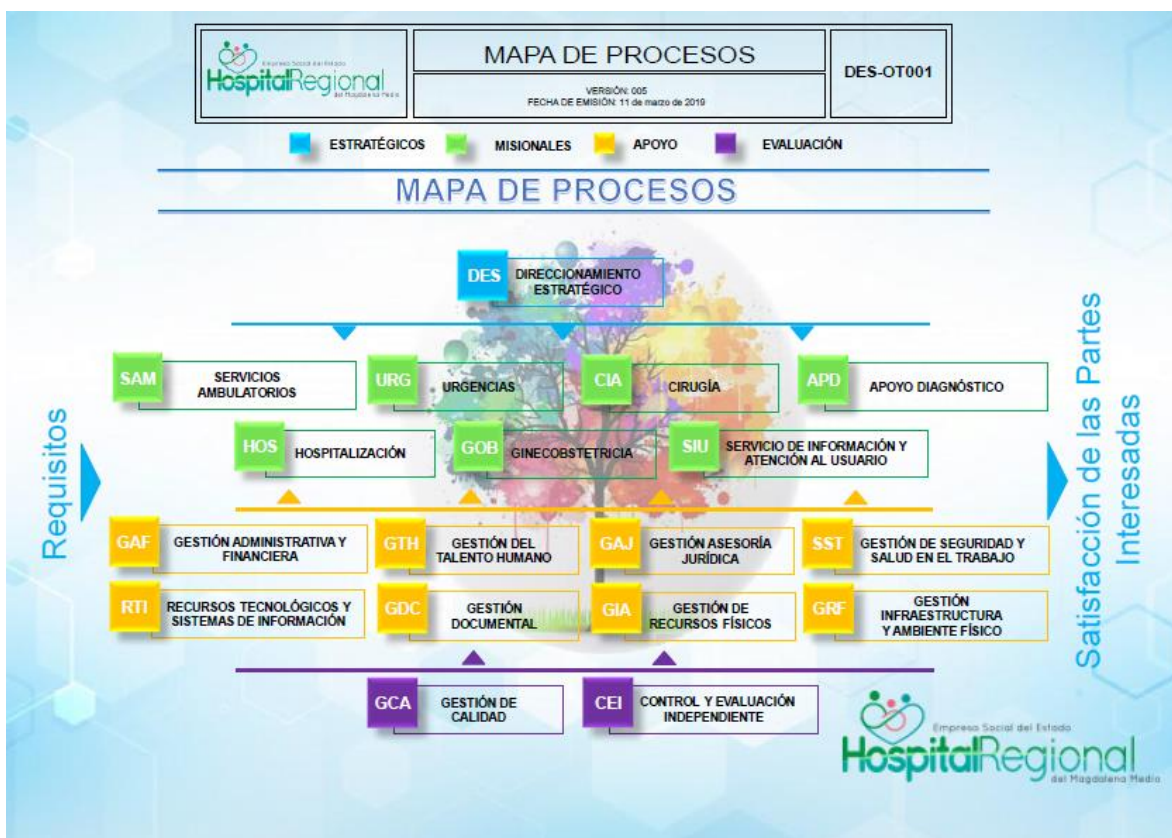 Empresa Social del Estado
HospitalRegional
del Magdalena Medio
MAPA DE PROCESOS
VERSIÓN: 005
FECHA DE EMISIÓN: 11 de marzo de 2019
DES-OT001
ESTRATÉGICOS
MISIONALES
APOYO
EVALUACIÓN
MAPA DE PROCESOS
Requisitos
DES
DIRECCIONAMIENTO
ESTRATÉGICO
SAM
SERVICIOS
AMBULATORIOS
URG
URGENCIAS
CIA
CIRUGÍA
APD
APOYO DIAGNÓSTICO
HOS
HOSPITALIZACIÓN
GOB
GINECOBSTETRICIA
SIU
SERVICIO DE INFORMACIÓN Y
ATENCIÓN AL USUARIO
GAF
GESTIÓN ADMINISTRATIVA Y
FINANCIERA
GTH
GESTIÓN DEL
TALENTO HUMANO
GAJ
GESTIÓN ASESORÍA
JURÍDICA
SST
GESTIÓN DE SEGURIDAD Y
SALUD EN EL TRABAJO
RTI
RECURSOS TECNOLÓGICOS Y
SISTEMAS DE INFORMACIÓN
GDC
GESTIÓN
DOCUMENTAL
GIA
GESTIÓN DE
RECURSOS FÍSICOS
GRF
GESTIÓN
INFRAESTRUCTURA
Y AMBIENTE FÍSICO
GCA
GESTIÓN DE
CALIDAD
CEI
CONTROL Y EVALUACIÓN
INDEPENDIENTE
Satisfacción de las Partes
Interesadas
Empresa Social del Estado
HospitalRegional
del Magdalena Medio